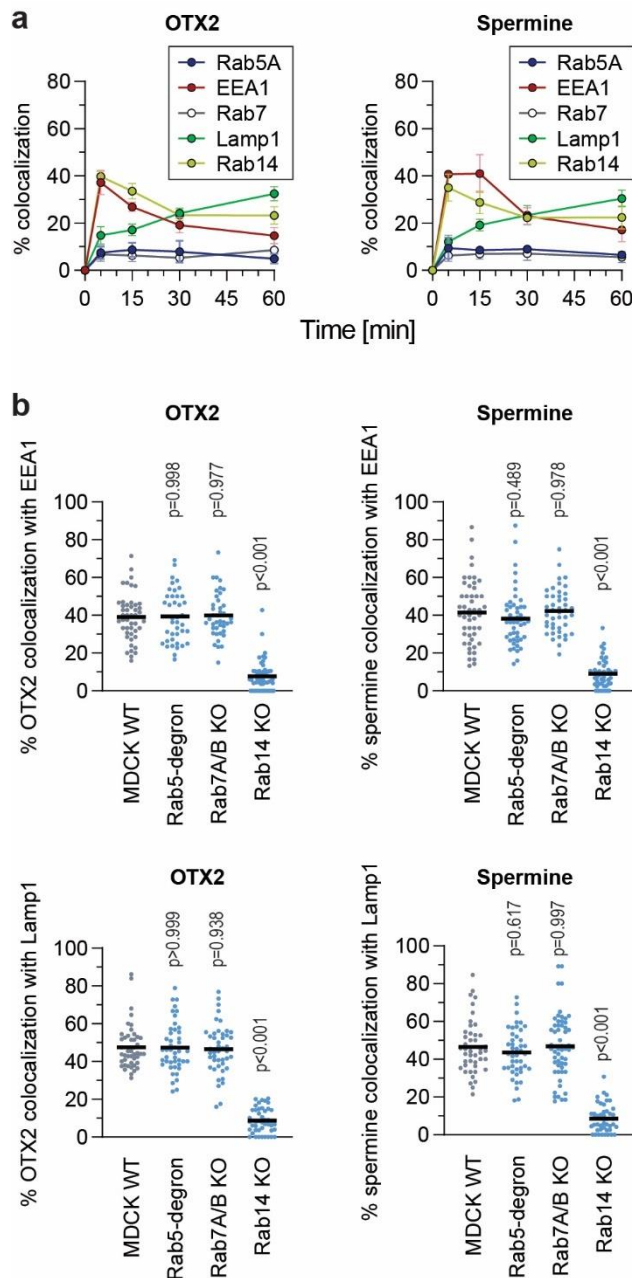 a
OTX2
Spermine
Rab5A
EEA1
Rab7
Lamp1
Rab14
Rab5A
EEA1
Rab7
Lamp1
Rab14
% colocalization
80
60
40
20
0
0 15 30 45 60
% colocalization
80
60
40
20
0
0 15 30 45 60
Time [min]
b
OTX2
% OTX2 colocalization with EEA1
100
80
60
40
20
0
p=0.998
p=0.977
p<0.001
MDCK WT
Rab5-degron
Rab7A/B KO
Rab14 KO
Spermine
% spermine colocalization with EEA1
100
80
60
40
20
0
p=0.489
p=0.978
p<0.001
MDCK WT
Rab5-degron
Rab7A/B KO
Rab14 KO
OTX2
% OTX2 colocalization with Lamp1
100
80
60
40
20
0
p>0.999
p=0.938
p<0.001
MDCK WT
Rab5-degron
Rab7A/B KO
Rab14 KO
Spermine
% spermine colocalization with Lamp1
100
80
60
40
20
0
p=0.617
p=0.997
p<0.001
MDCK WT
Rab5-degron
Rab7A/B KO
Rab14 KO